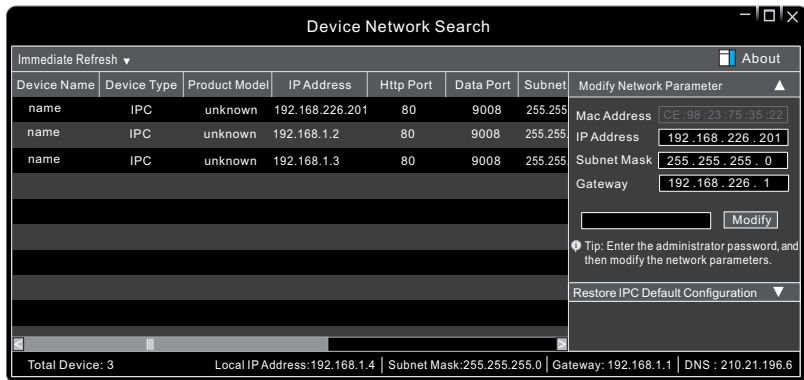 Device Network Search
Immediate Refresh ▼
About
Device Name Device Type Product Model IP Address Http Port Data Port Subnet
name IPC unknown 192.168.226.201 80 9008 255.255
name IPC unknown 192.168.1.2 80 9008 255.255.
name IPC unknown 192.168.1.3 80 9008 255.255.
Modify Network Parameter ▲
Mac Address CE:98:23:75:35:22
IP Address 192.168.226.201
Subnet Mask 255.255.255.0
Gateway 192.168.226.1
Modify
Tip: Enter the administrator password,and
then modify the network parameters.
Restore IPC Default Configuration ▼
Total Device: 3 Local IP Address:192.168.1.4 Subnet Mask:255.255.255.0 Gateway: 192.168.1.1 DNS : 210.21.196.6